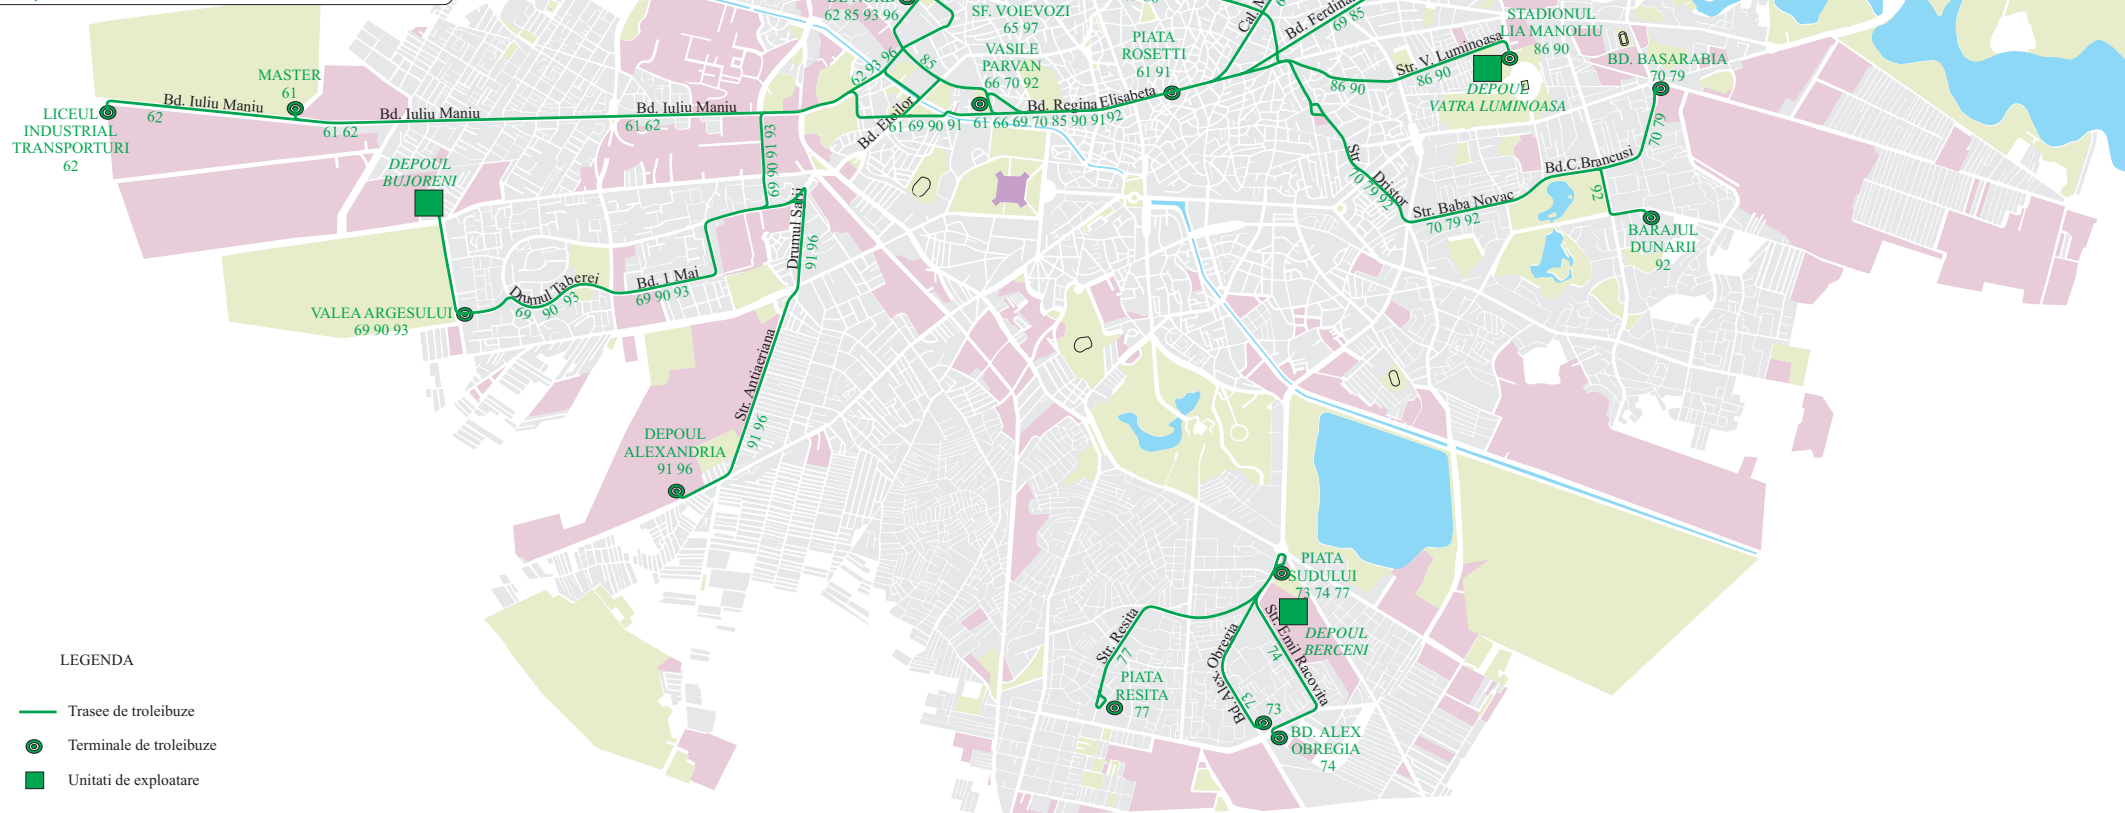 62 85 93 96
SF. VOIEVOZI
65 97
VASILE
PARVAN
66 70 92
PIATA
ROSETTI
61 91
Bd. Ferdina
69 85
STADIONUL
LIA MANOLIU
86 90
Str. V. Luminoasa
86 90
86 90
DEPOUL
VATRA LUMINOASA
BD. BASARABIA
70 79
62 93 96
85
MASTER
61
LICEUL
INDUSTRIAL
TRANSPORTURI
62
Bd. Iuliu Maniu
62
Bd. Iuliu Maniu
61 62
Bd. Iuliu Maniu
61 62
Bd. Eroilor
61 69 90 91
Bd. Regina Elisabeta
61 66 69 70 85 90 91 92
69 90 91 93
DEPOUL
BUJORENI
Str. Dristor
70 79 92
Str. Baba Novac
70 79 92
Bd.C.Brancusi
70 79
92
BARAJUL
DUNARII
92
Drumul Sarii
91 96
Drumul Taberei
69 90 93
Bd. 1 Mai
69 90 93
VALEA ARGESULUI
69 90 93
Str. Antiaeriana
91 96
DEPOUL
ALEXANDRIA
91 96
PIATA
SUDULUI
73 74 77
DEPOUL
BERCENI
Str. Resita
77
PIATA
RESITA
77
Bd. Alex. Obregia
73
Str. Emil Racovita
74
73
BD. ALEX
OBREGIA
74
LEGENDA
Trasee de troleibuze
Terminale de troleibuze
Unitati de exploatare